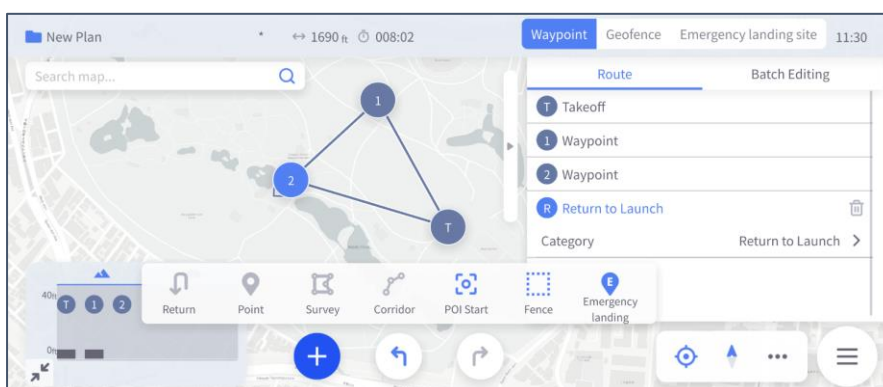 New Plan
1690 ft
008:02
Waypoint
Geofence
Emergency landing site
11:30
Search map...
Route
Batch Editing
T Takeoff
1 Waypoint
2 Waypoint
R Return to Launch
Category
Return to Launch
1
2
T
40ft
T 1 2
0ft
Return
Point
Survey
Corridor
POI Start
Fence
E
Emergency
landing